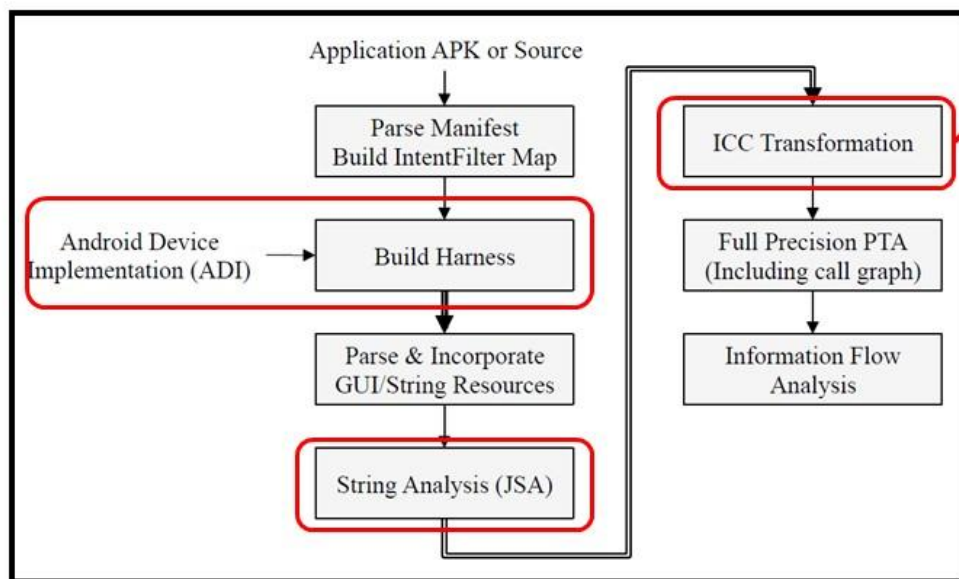 Application APK or Source
Parse Manifest
Build IntentFilter Map
Android Device
Implementation (ADI)
Build Harness
Parse & Incorporate
GUI/String Resources
String Analysis (JSA)
ICC Transformation
Full Precision PTA
(Including call graph)
Information Flow
Analysis